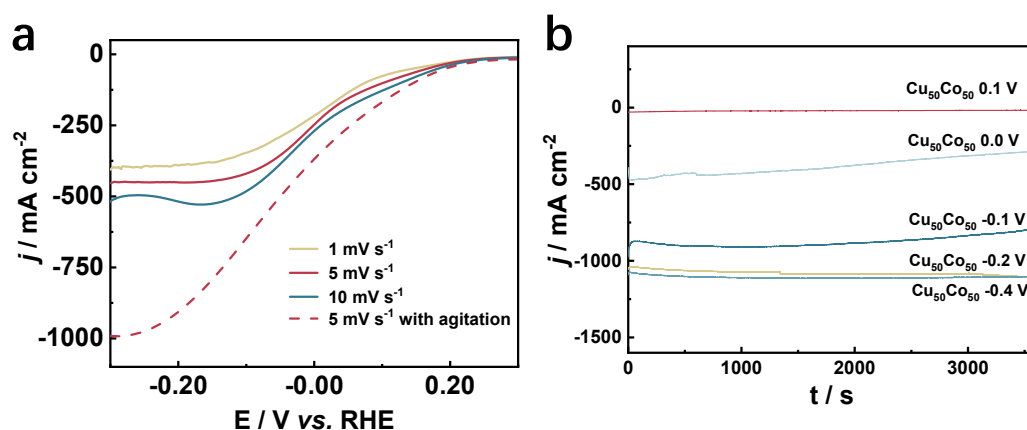 a
0
-250
-500
-750
-1000
j / mA cm⁻²
-0.20
-0.00
0.20
E / V vs. RHE
1 mV s⁻¹
5 mV s⁻¹
10 mV s⁻¹
5 mV s⁻¹ with agitation
b
0
-500
-1000
-1500
j / mA cm⁻²
0
1000
2000
3000
t / s
Cu₅₀Co₅₀ 0.1 V
Cu₅₀Co₅₀ 0.0 V
Cu₅₀Co₅₀ -0.1 V
Cu₅₀Co₅₀ -0.2 V
Cu₅₀Co₅₀ -0.4 V